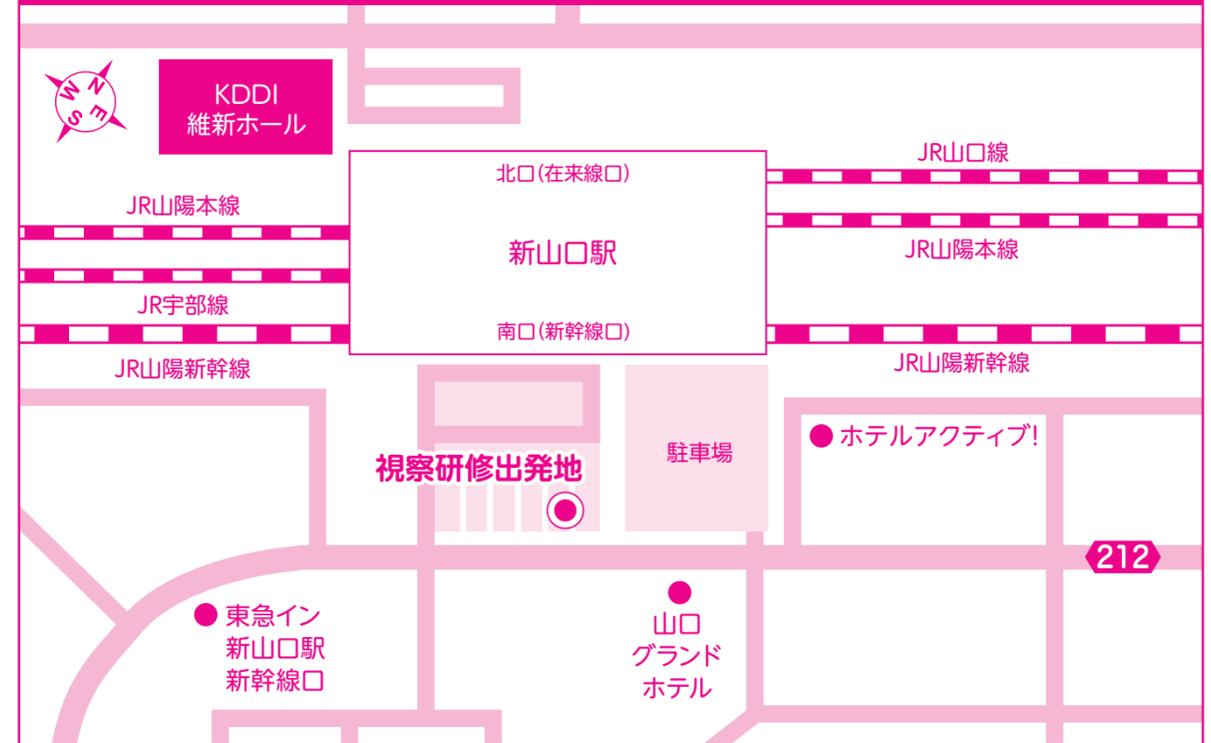 N
W
E
S
KDDI
維新ホール
北口(在来線口)
JR山口線
JR山陽本線
新山口駅
JR山陽本線
JR宇部線
南口(新幹線口)
JR山陽新幹線
JR山陽新幹線
ホテルアクティブ!
駐車場
視察研修出発地
212
東急イン
新山口駅
新幹線口
山口
グランド
ホテル